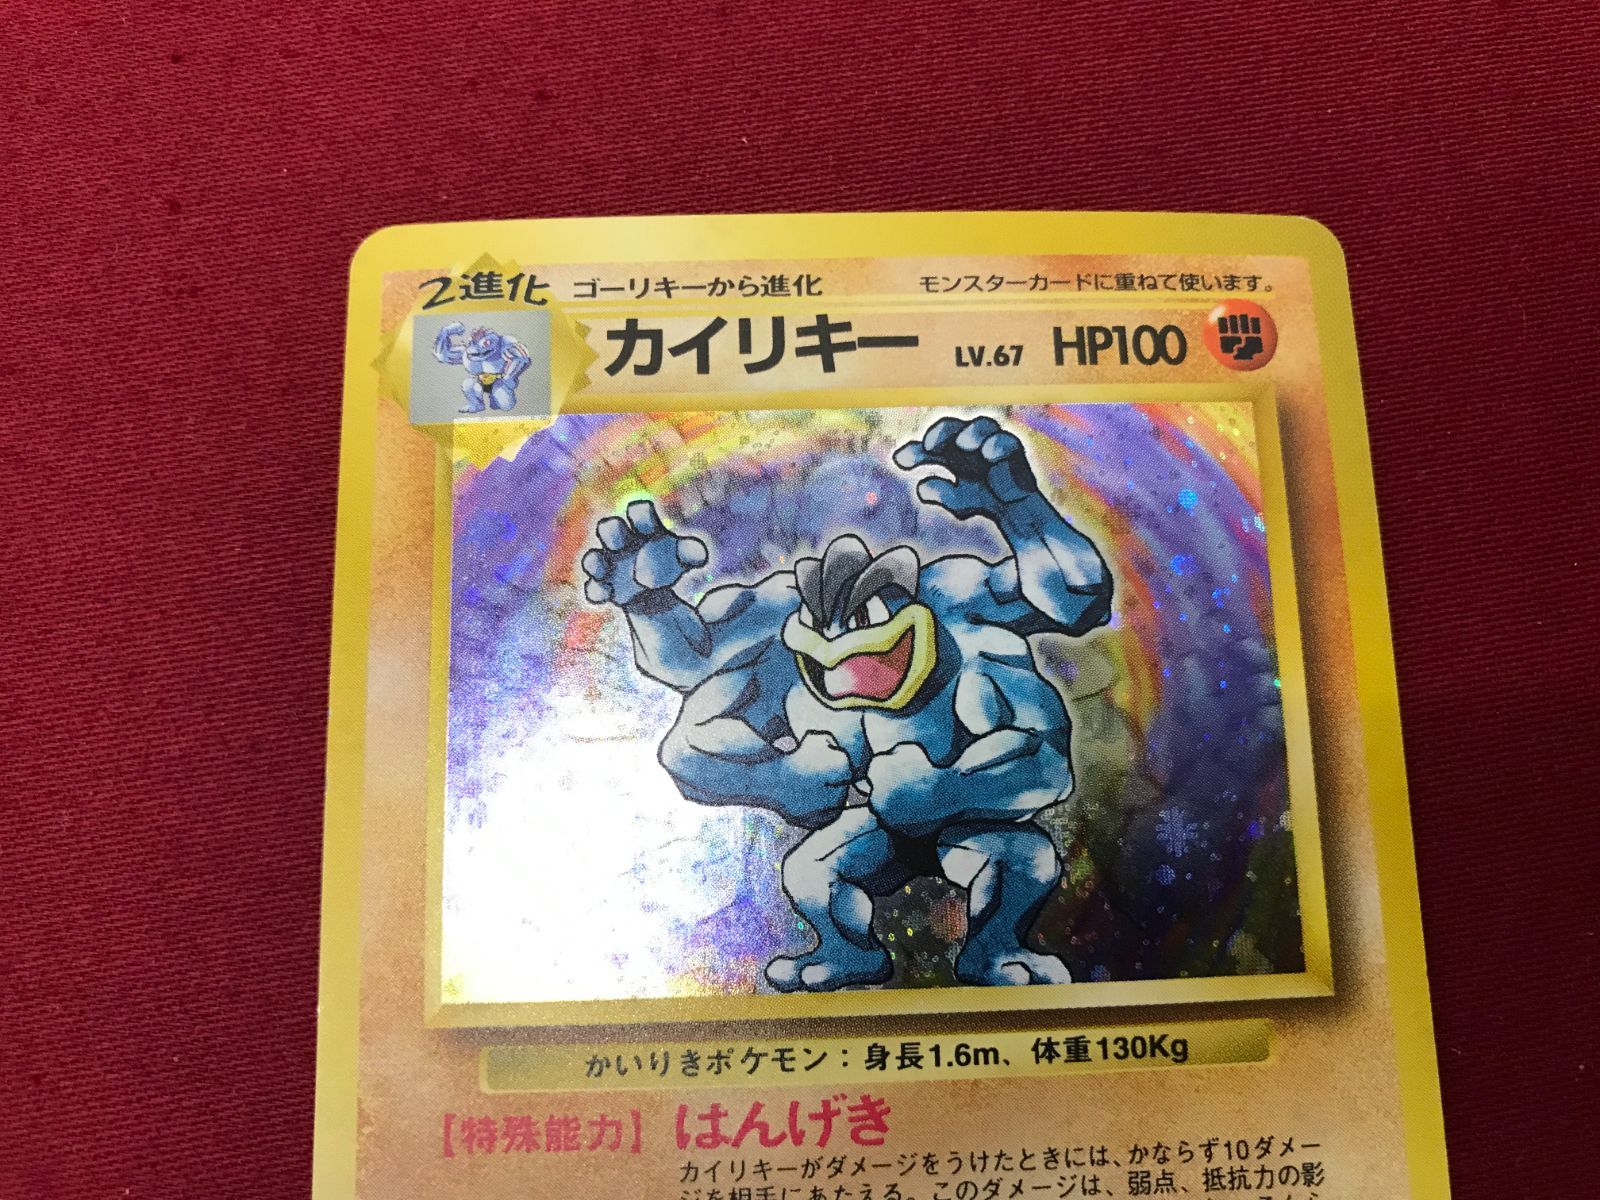 2進化 ゴーリキーから進化 モンスターカードに重ねて使います。
カイリキー LV.67 HP100
かいりきポケモン：身長1.6m、体重130Kg
【特殊能力】はんげき
カイリキーがダメージをうけたときには、かならず10ダメー
ジを相手にあたえる。このダメージは、弱点、抵抗力の影